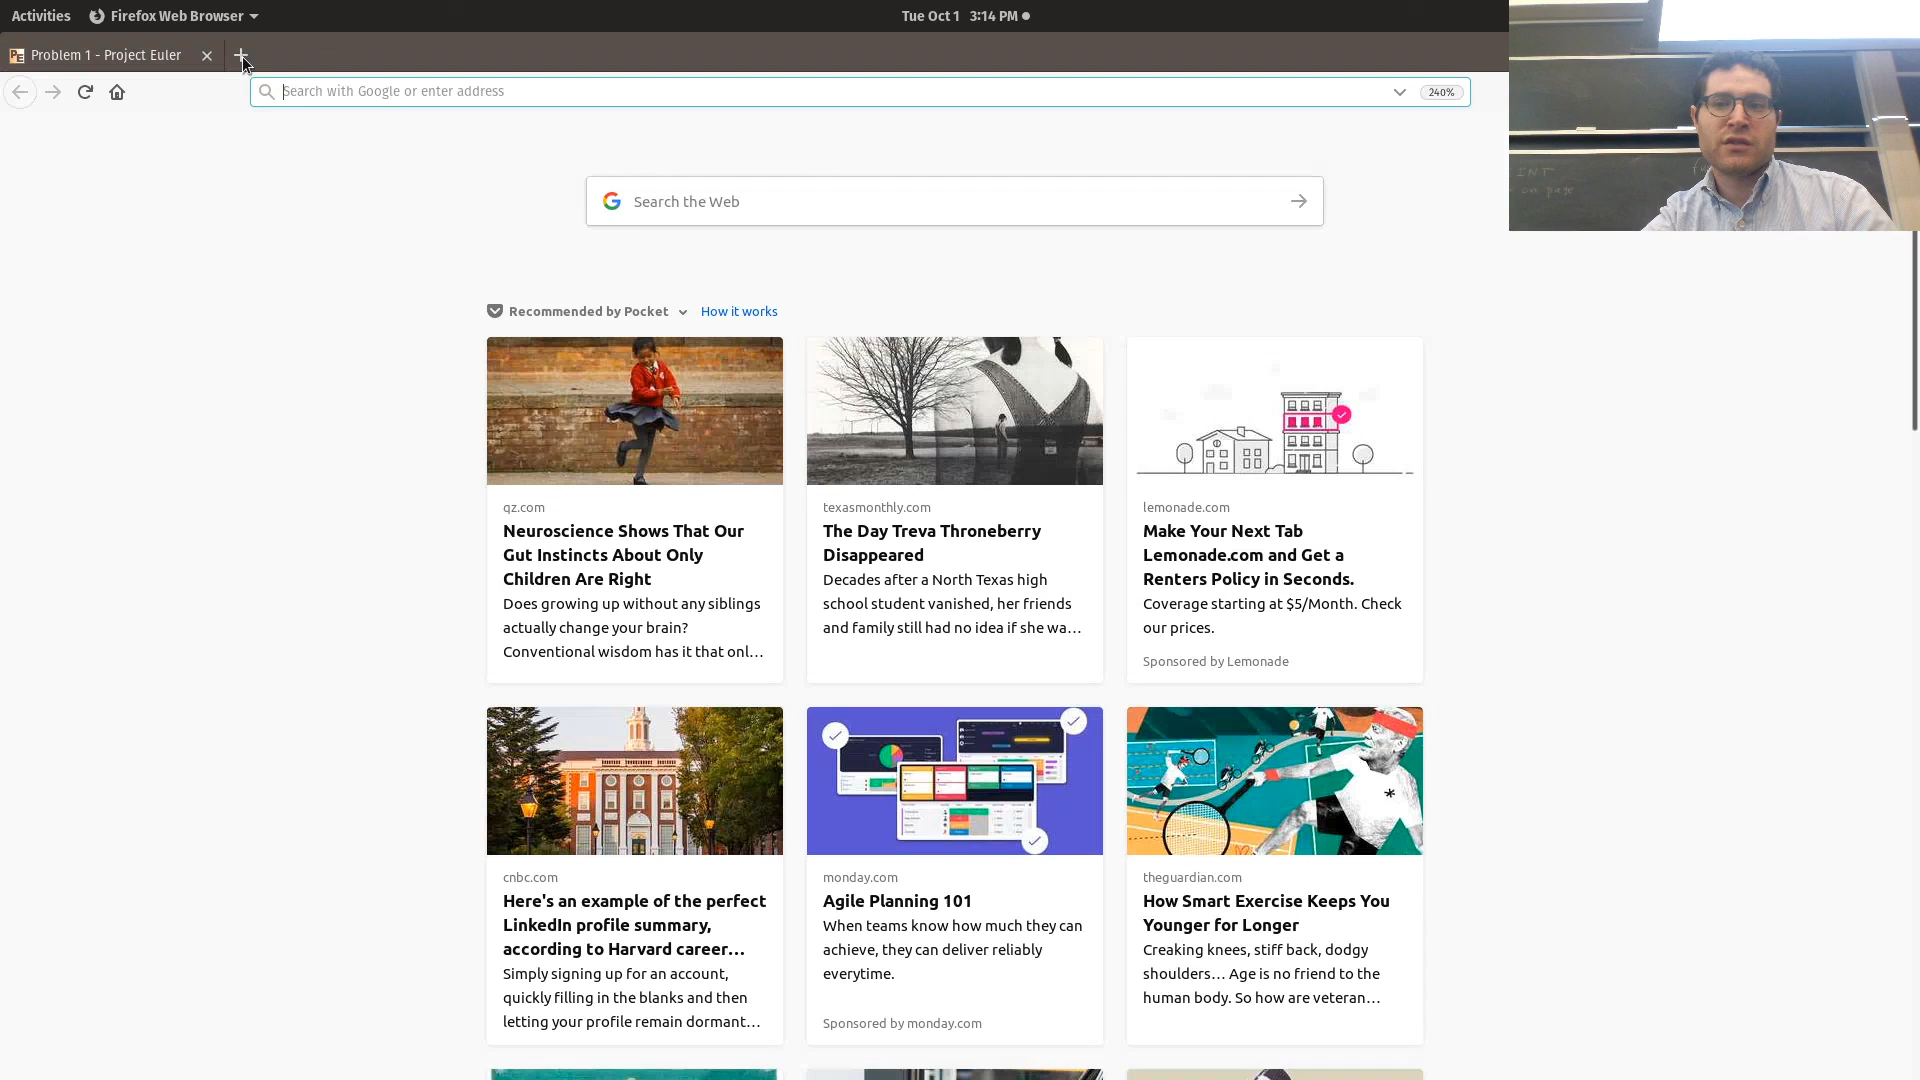 Activities
Firefox Web Browser
Tue Oct 1 3:14 PM
Problem 1 - Project Euler
Search with Google or enter address
240%
INT
on page
Search the Web
Recommended by Pocket
How it works
qz.com
Neuroscience Shows That Our
Gut Instincts About Only
Children Are Right
Does growing up without any siblings
actually change your brain?
Conventional wisdom has it that onl…
texasmonthly.com
The Day Treva Throneberry
Disappeared
Decades after a North Texas high
school student vanished, her friends
and family still had no idea if she wa…
lemonade.com
Make Your Next Tab
Lemonade.com and Get a
Renters Policy in Seconds.
Coverage starting at $5/Month. Check
our prices.
Sponsored by Lemonade
cnbc.com
Here's an example of the perfect
LinkedIn profile summary,
according to Harvard career…
Simply signing up for an account,
quickly filling in the blanks and then
letting your profile remain dormant…
monday.com
Agile Planning 101
When teams know how much they can
achieve, they can deliver reliably
everytime.
Sponsored by monday.com
theguardian.com
How Smart Exercise Keeps You
Younger for Longer
Creaking knees, stiff back, dodgy
shoulders… Age is no friend to the
human body. So how are veteran…